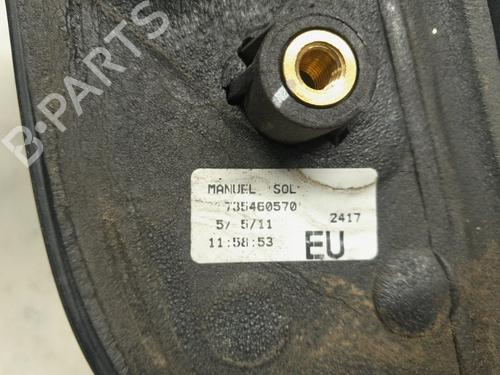 B-PARTS
MANUEL SOL
735460570
5/ 5/11 2417
11:58:53 EU